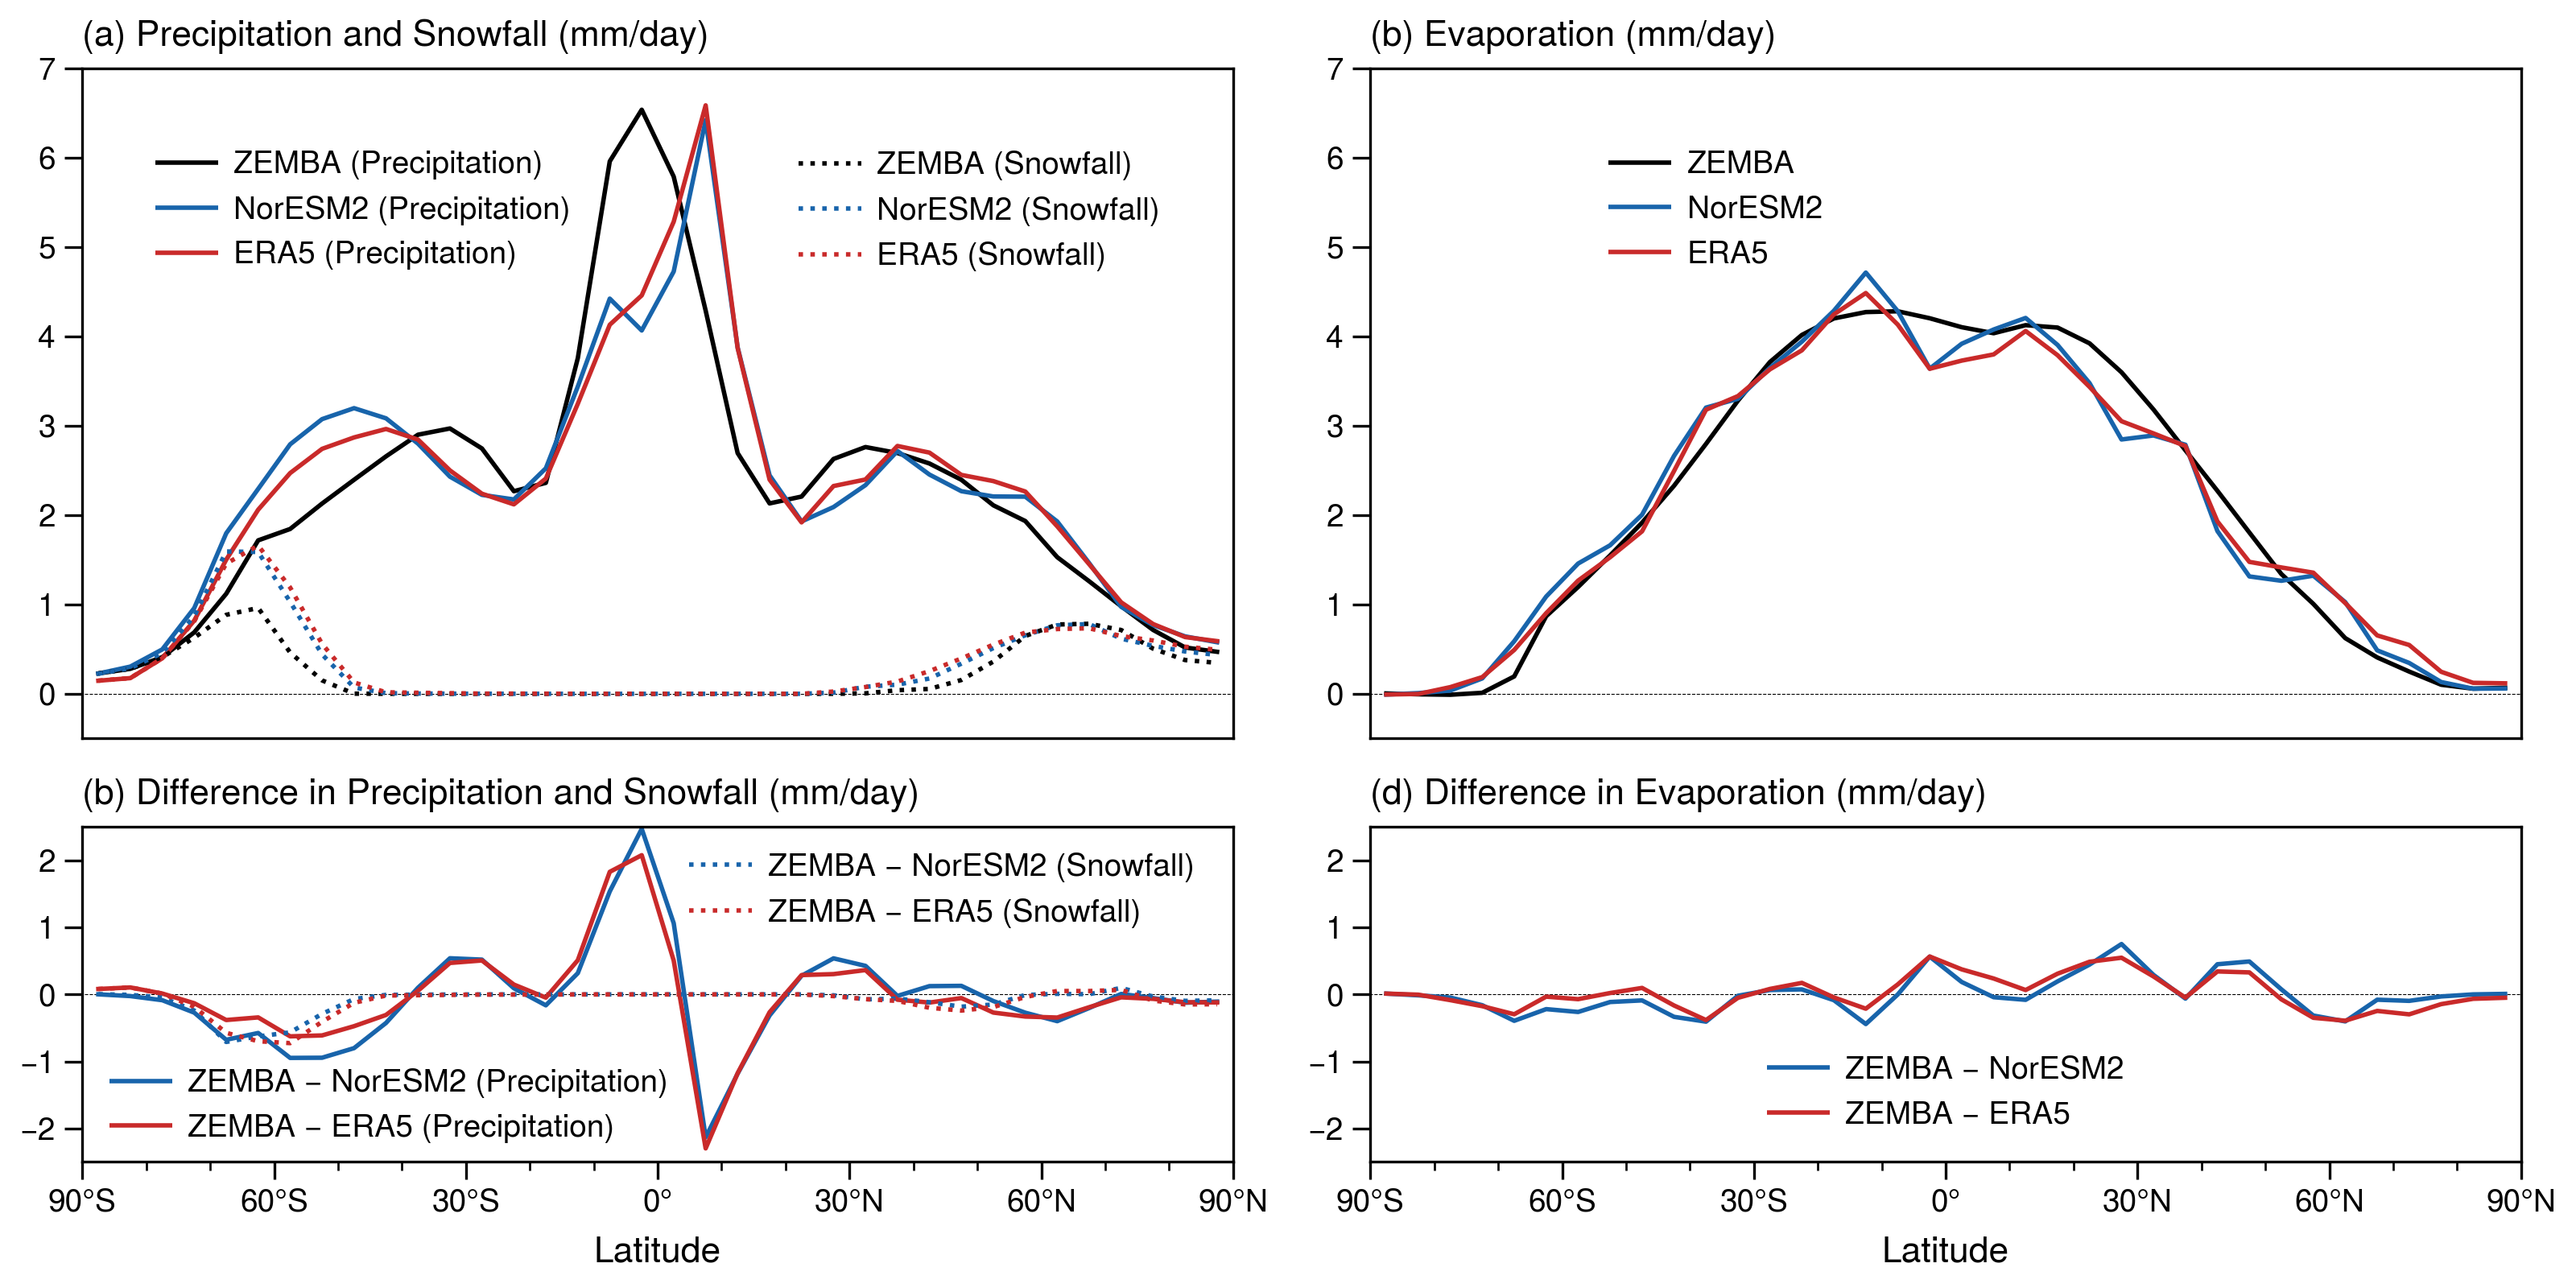 (a) Precipitation and Snowfall (mm/day)
7
6
5
4
3
2
1
0
ZEMBA (Precipitation)
NorESM2 (Precipitation)
ERA5 (Precipitation)
ZEMBA (Snowfall)
NorESM2 (Snowfall)
ERA5 (Snowfall)
(b) Evaporation (mm/day)
7
6
5
4
3
2
1
0
ZEMBA
NorESM2
ERA5
(b) Difference in Precipitation and Snowfall (mm/day)
2
1
0
−1
−2
ZEMBA − NorESM2 (Snowfall)
ZEMBA − ERA5 (Snowfall)
ZEMBA − NorESM2 (Precipitation)
ZEMBA − ERA5 (Precipitation)
90°S 60°S 30°S 0° 30°N 60°N 90°N
Latitude
(d) Difference in Evaporation (mm/day)
2
1
0
−1
−2
ZEMBA − NorESM2
ZEMBA − ERA5
90°S 60°S 30°S 0° 30°N 60°N 90°N
Latitude